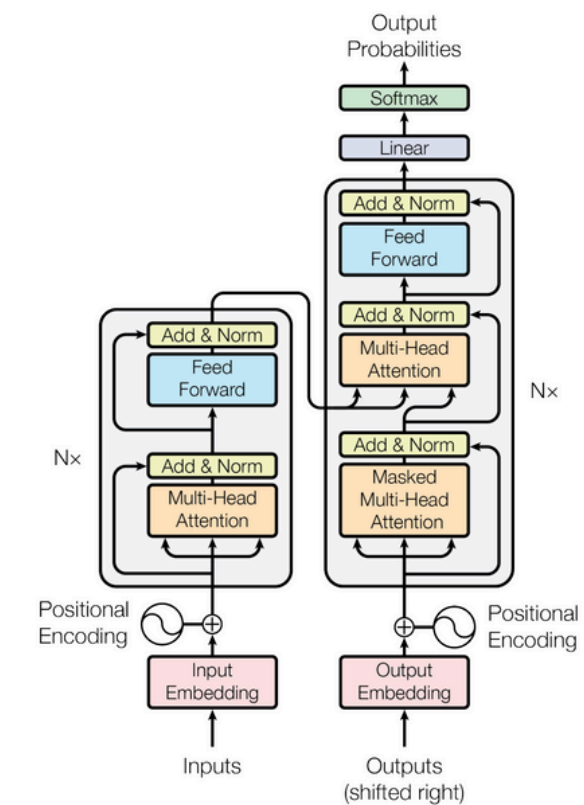 Output
Probabilities
Softmax
Linear
Add & Norm
Feed
Forward
Add & Norm
Multi-Head
Attention
Add & Norm
Masked
Multi-Head
Attention
N×
Positional
Encoding
Output
Embedding
Outputs
(shifted right)
Add & Norm
Feed
Forward
Add & Norm
Multi-Head
Attention
N×
Positional
Encoding
Input
Embedding
Inputs